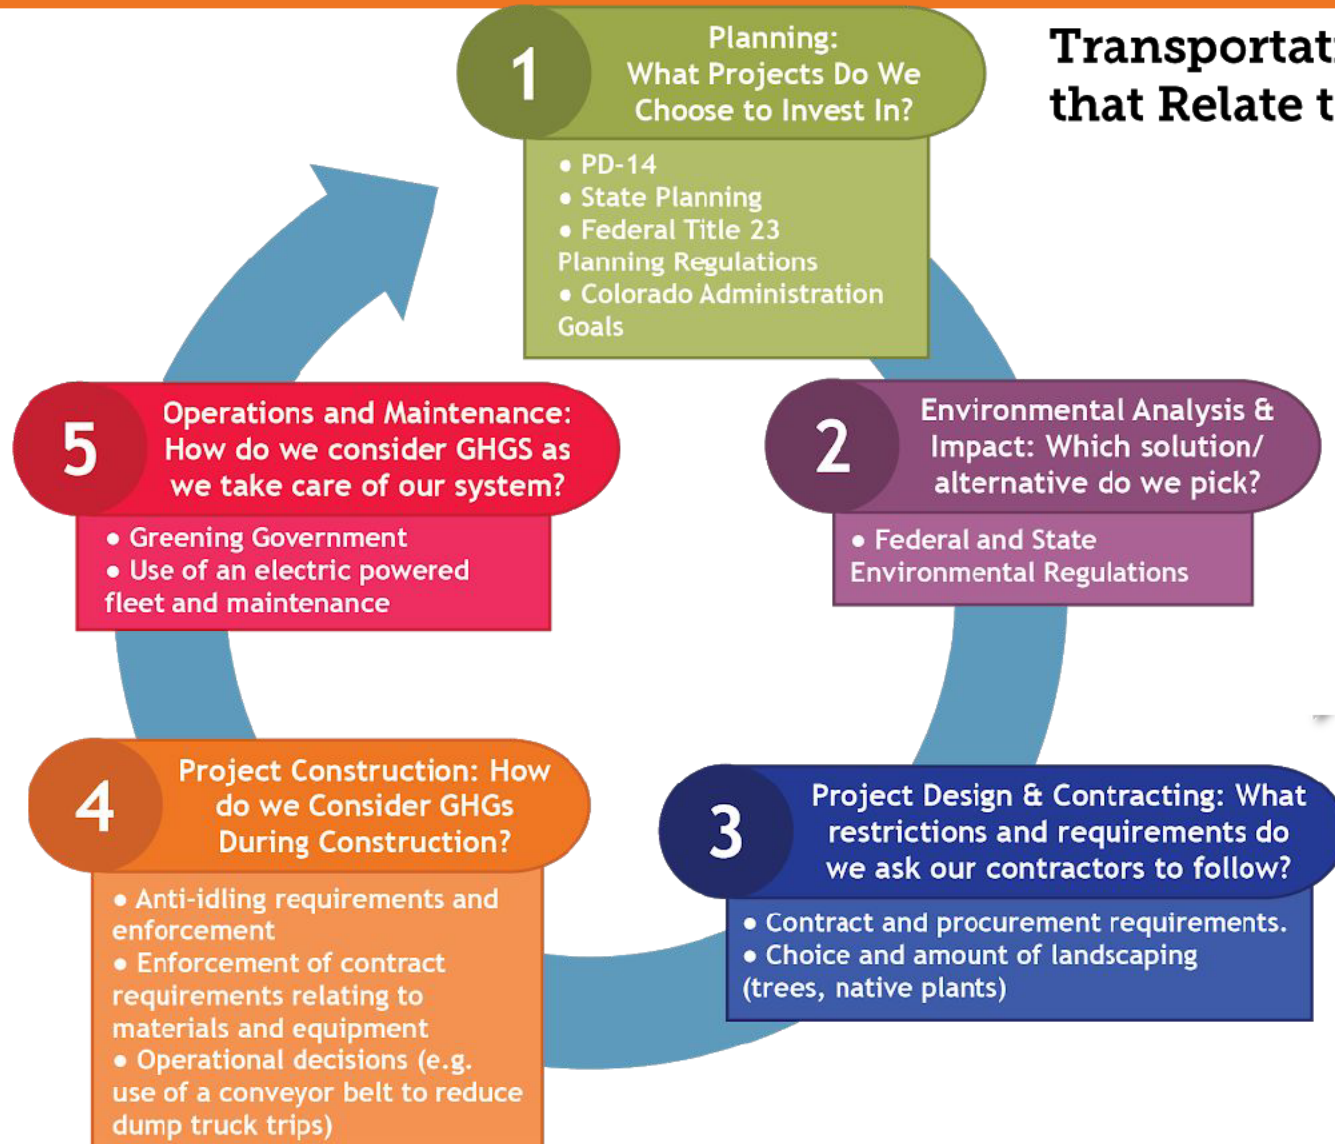 Transportat
that Relate t
1
Planning:
What Projects Do We
Choose to Invest In?
● PD-14
● State Planning
● Federal Title 23
Planning Regulations
● Colorado Administration
Goals
2
Environmental Analysis &
Impact: Which solution/
alternative do we pick?
● Federal and State
Environmental Regulations
3
Project Design & Contracting: What
restrictions and requirements do
we ask our contractors to follow?
● Contract and procurement requirements.
● Choice and amount of landscaping
(trees, native plants)
4
Project Construction: How
do we Consider GHGs
During Construction?
● Anti-idling requirements and
enforcement
● Enforcement of contract
requirements relating to
materials and equipment
● Operational decisions (e.g.
use of a conveyor belt to reduce
dump truck trips)
5
Operations and Maintenance:
How do we consider GHGS as
we take care of our system?
● Greening Government
● Use of an electric powered
fleet and maintenance